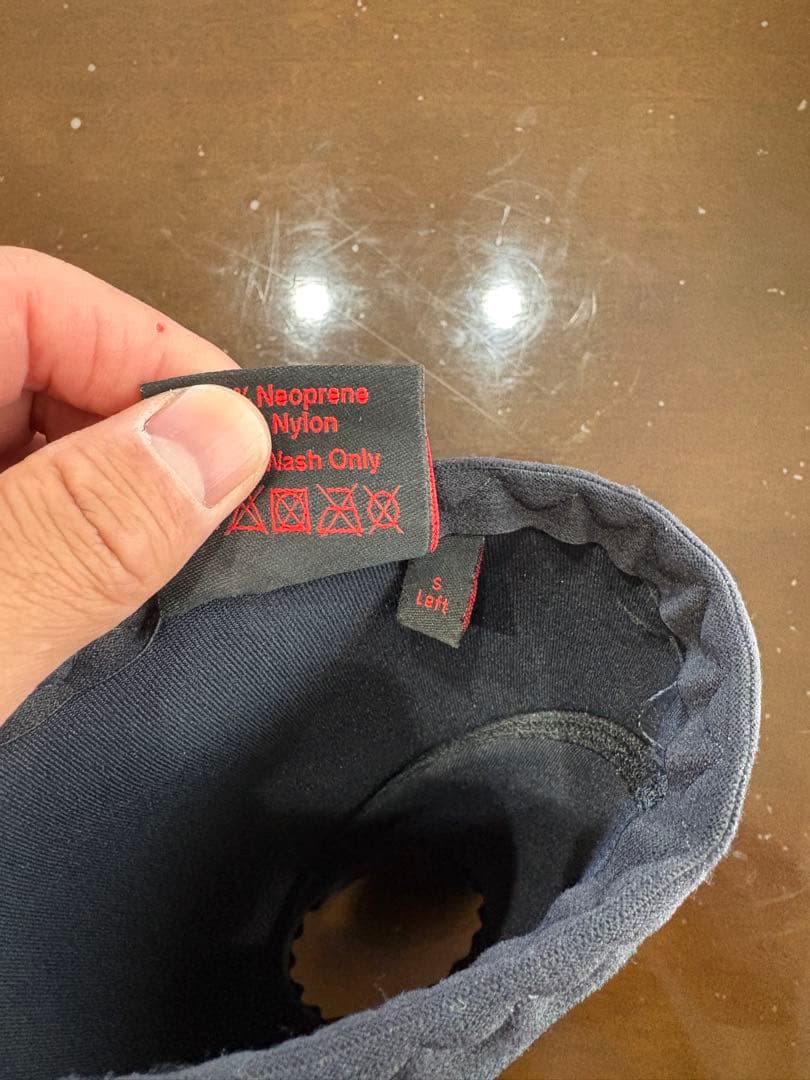 % Neoprene
Nylon
Wash Only
S
Left